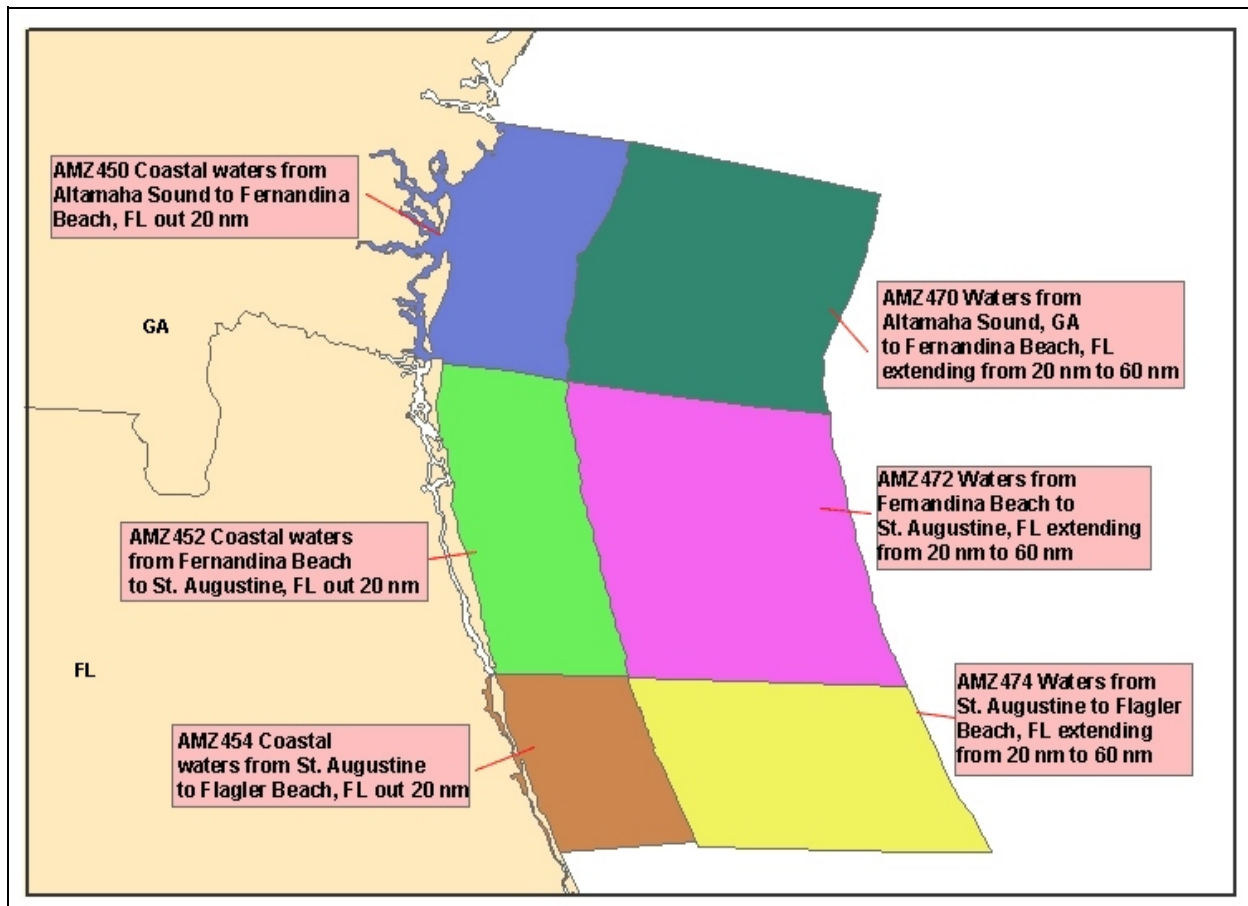 AMZ450 Coastal waters from
Altamaha Sound to Fernandina
Beach, FL out 20 nm
AMZ470 Waters from
Altamaha Sound, GA
to Fernandina Beach, FL
extending from 20 nm to 60 nm
GA
AMZ472 Waters from
Fernandina Beach to
St. Augustine, FL extending
from 20 nm to 60 nm
AMZ452 Coastal waters
from Fernandina Beach
to St. Augustine, FL out 20 nm
FL
AMZ474 Waters from
St. Augustine to Flagler
Beach, FL extending
from 20 nm to 60 nm
AMZ454 Coastal
waters from St. Augustine
to Flagler Beach, FL out 20 nm